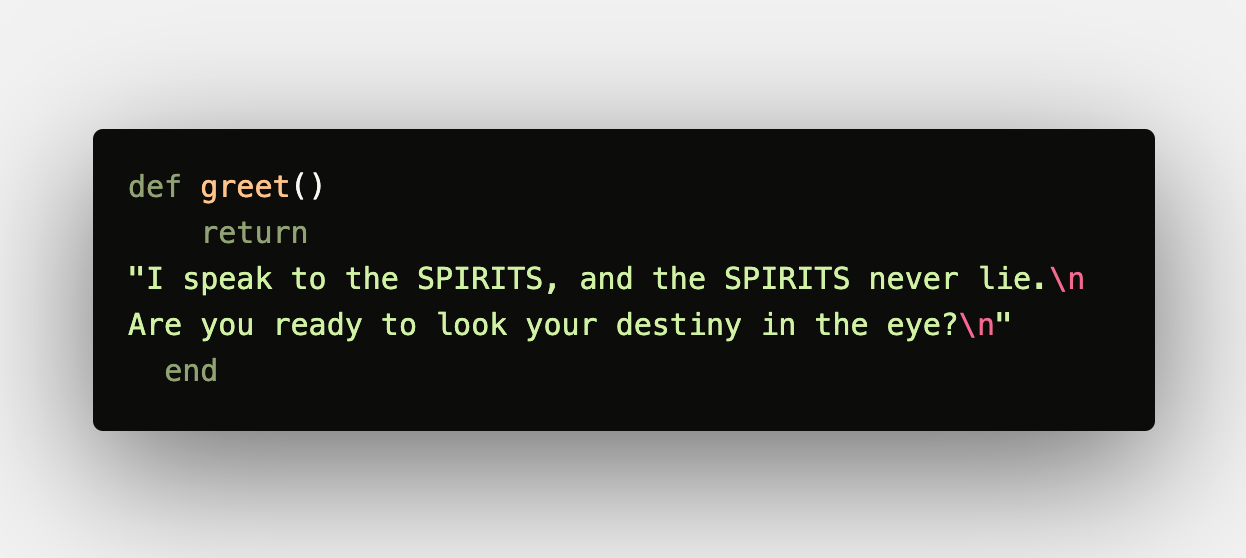 def greet()
    return
"I speak to the SPIRITS, and the SPIRITS never lie.\n
Are you ready to look your destiny in the eye?\n"
  end